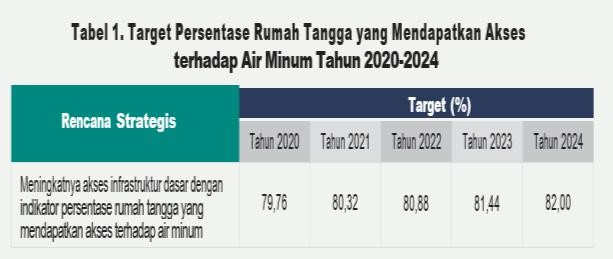 Tabel 1. Target Persentase Rumah Tangga yang Mendapatkan Akses
terhadap Air Minum Tahun 2020-2024
Rencana Strategis
Target (%)
Tahun 2020 Tahun 2021 Tahun 2022 Tahun 2023 Tahun 2024
Meningkatnya akses infrastruktur dasar dengan
indikator persentase rumah tangga yang
mendapatkan akses terhadap air minum
79,76 80,32 80,88 81,44 82,00